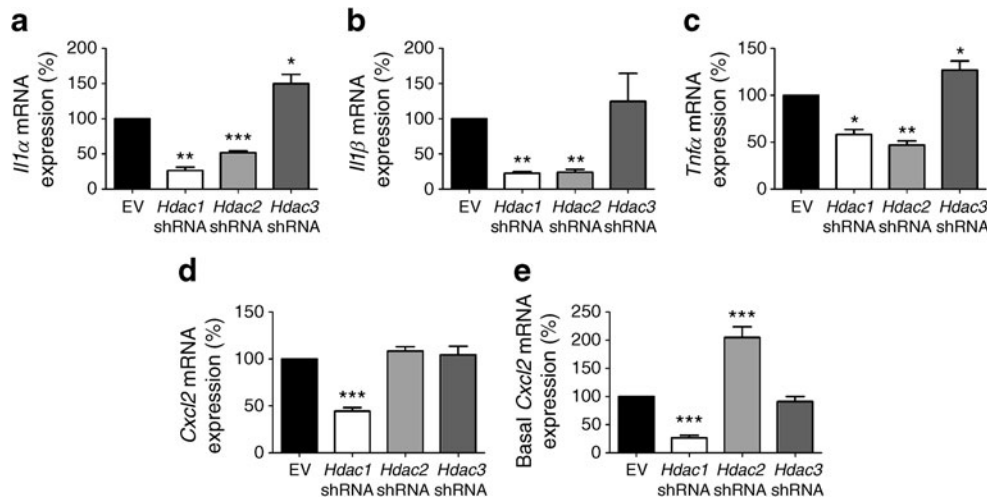 a
Il1α mRNA
expression (%)
200
150
100
50
0
*
**
***
EV
Hdac1
shRNA
Hdac2
shRNA
Hdac3
shRNA
b
Il1β mRNA
expression (%)
200
150
100
50
0
**
**
EV
Hdac1
shRNA
Hdac2
shRNA
Hdac3
shRNA
c
Tnfα mRNA
expression (%)
150
100
50
0
*
*
**
EV
Hdac1
shRNA
Hdac2
shRNA
Hdac3
shRNA
d
Cxcl2 mRNA
expression (%)
150
100
50
0
***
EV
Hdac1
shRNA
Hdac2
shRNA
Hdac3
shRNA
e
Basal Cxcl2 mRNA
expression (%)
250
200
150
100
50
0
***
***
EV
Hdac1
shRNA
Hdac2
shRNA
Hdac3
shRNA